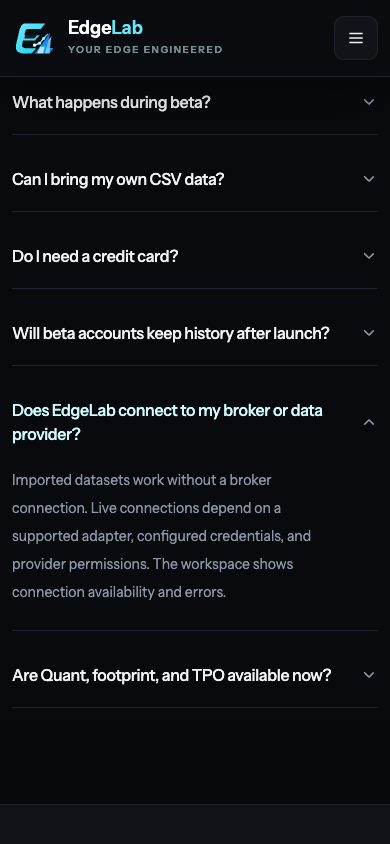 EdgeLab
YOUR EDGE ENGINEERED
What happens during beta?
Can I bring my own CSV data?
Do I need a credit card?
Will beta accounts keep history after launch?
Does EdgeLab connect to my broker or data
provider?
Imported datasets work without a broker
connection. Live connections depend on a
supported adapter, configured credentials, and
provider permissions. The workspace shows
connection availability and errors.
Are Quant, footprint, and TPO available now?